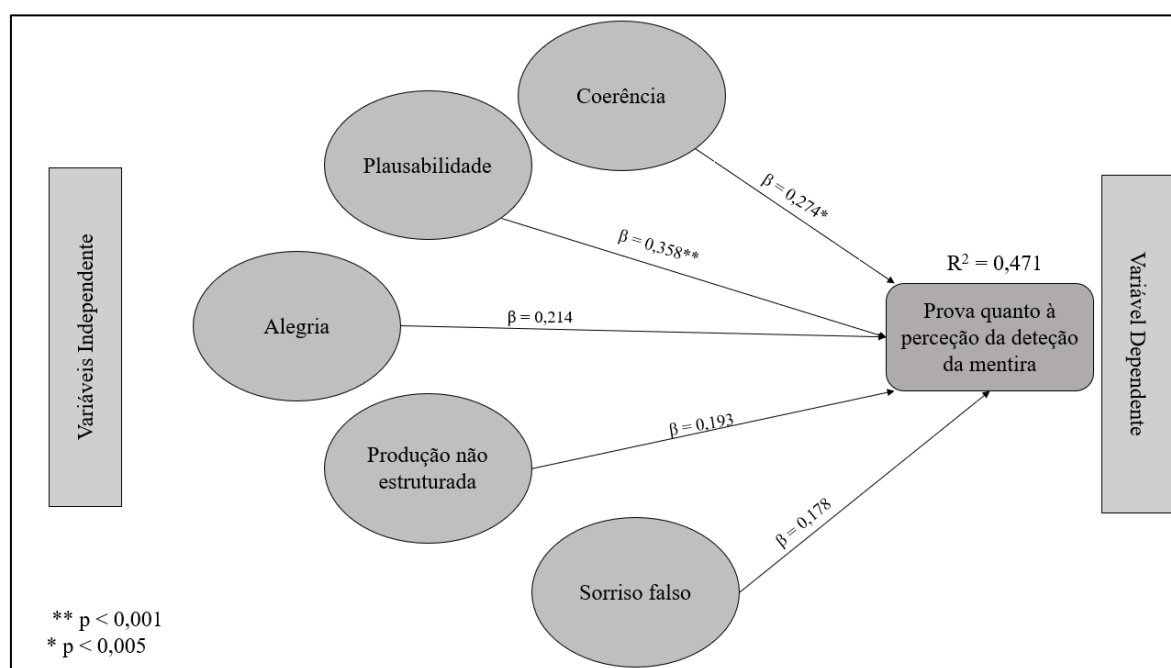 Coerência
Plausabilidade
Alegria
Produção não
estruturada
Sorriso falso
Variáveis Independente
β = 0,274*
β = 0,358**
β = 0,214
β = 0,193
β = 0,178
R² = 0,471
Prova quanto à
perceção da deteção
da mentira
Variável Dependente
** p < 0,001
* p < 0,005